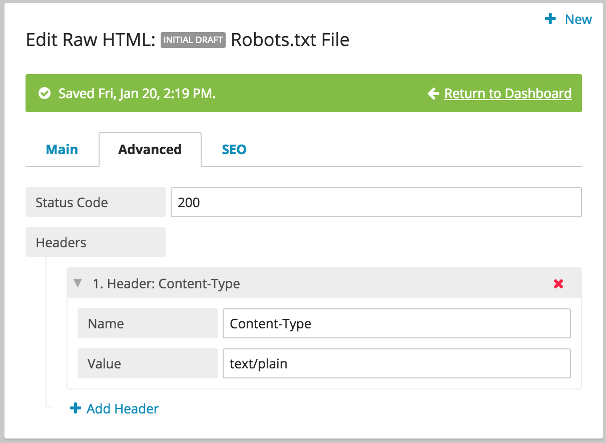 + New
Edit Raw HTML: INITIAL DRAFT Robots.txt File
Saved Fri, Jan 20, 2:19 PM. Return to Dashboard
Main Advanced SEO
Status Code 200
Headers
1. Header: Content-Type
Name Content-Type
Value text/plain
+ Add Header